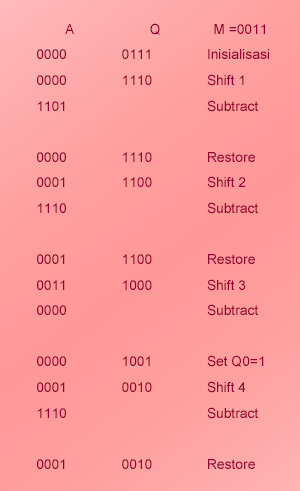 A Q M =0011
0000 0111 Inisialisasi
0000 1110 Shift 1
1101 Subtract
0000 1110 Restore
0001 1100 Shift 2
1110 Subtract
0001 1100 Restore
0011 1000 Shift 3
0000 Subtract
0000 1001 Set Q0=1
0001 0010 Shift 4
1110 Subtract
0001 0010 Restore